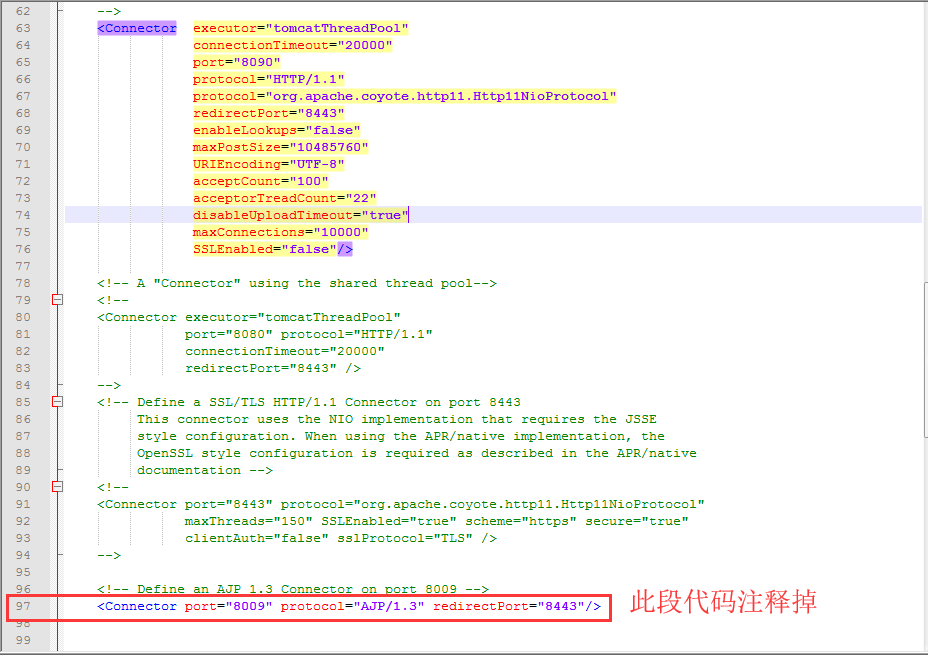 62 -->
63 <Connector executor="tomcatThreadPool"
64 connectionTimeout="20000"
65 port="8090"
66 protocol="HTTP/1.1"
67 protocol="org.apache.coyote.http11.Http11NioProtocol"
68 redirectPort="8443"
69 enableLookups="false"
70 maxPostSize="10485760"
71 URIEncoding="UTF-8"
72 acceptCount="100"
73 acceptorTreadCount="22"
74 disableUploadTimeout="true"
75 maxConnections="10000"
76 SSLEnabled="false"/>
77
78 <!-- A "Connector" using the shared thread pool-->
79 <!--
80 <Connector executor="tomcatThreadPool"
81 port="8080" protocol="HTTP/1.1"
82 connectionTimeout="20000"
83 redirectPort="8443" />
84 -->
85 <!-- Define a SSL/TLS HTTP/1.1 Connector on port 8443
86 This connector uses the NIO implementation that requires the JSSE
87 style configuration. When using the APR/native implementation, the
88 OpenSSL style configuration is required as described in the APR/native
89 documentation -->
90 <!--
91 <Connector port="8443" protocol="org.apache.coyote.http11.Http11NioProtocol"
92 maxThreads="150" SSLEnabled="true" scheme="https" secure="true"
93 clientAuth="false" sslProtocol="TLS" />
94 -->
95
96 <!-- Define an AJP 1.3 Connector on port 8009 -->
97 <Connector port="8009" protocol="AJP/1.3" redirectPort="8443"/> 此段代码注释掉
98
99